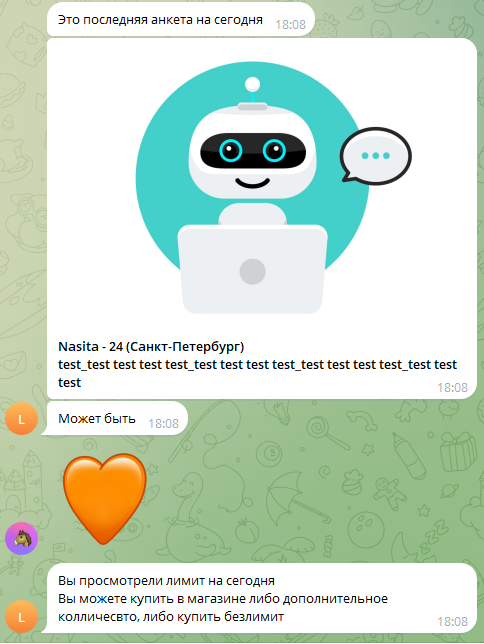 Это последняя анкета на сегодня
18:08
Nasita - 24 (Санкт-Петербург)
test_test test test test_test test test test_test test test test_test test
test
18:08
L
Может быть
18:08
Вы просмотрели лимит на сегодня
Вы можете купить в магазине либо дополнительное
колличесвто, либо купить безлимит
18:08
L